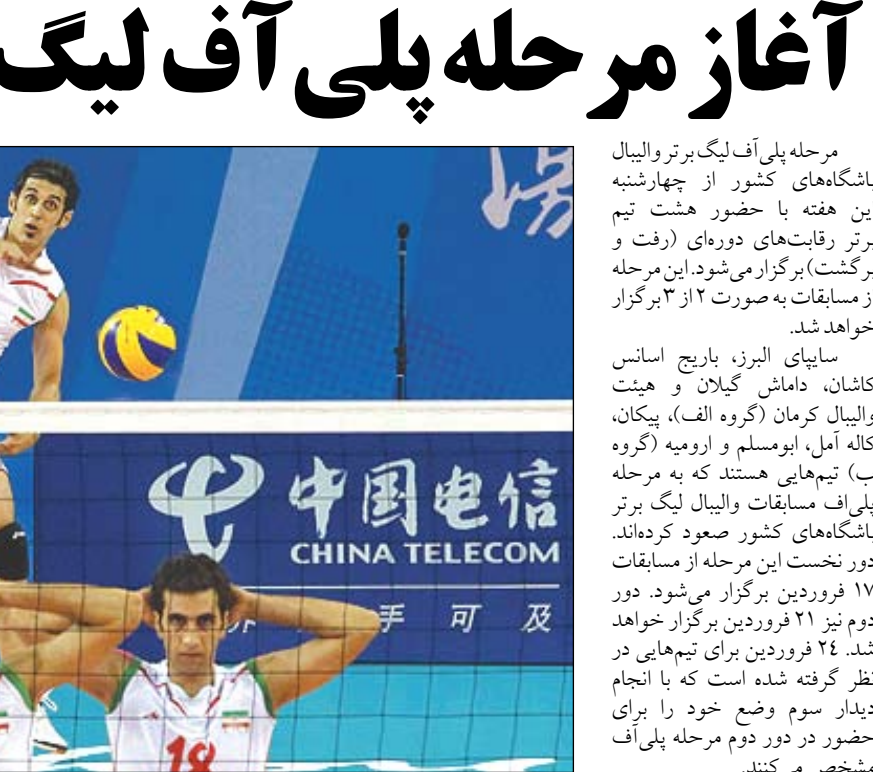 آغاز مرحله پلی آف لیگ
مرحله پلی‌آف لیگ برتر والیبال
باشگاه‌های کشور از چهارشنبه
این هفته با حضور هشت تیم
برتر رقابت‌های دوره‌ای (رفت و
برگشت) برگزار می‌شود. این مرحله
از مسابقات به صورت ۲ از ۳ برگزار
خواهد شد.
سایپای البرز، باریج اسانس
کاشان، داماش گیلان و هیئت
والیبال کرمان (گروه الف)، پیکان،
کاله آمل، ابومسلم و ارومیه (گروه
ب) تیم‌هایی هستند که به مرحله
پلی‌اف مسابقات والیبال لیگ برتر
باشگاه‌های کشور صعود کرده‌اند.
دور نخست این مرحله از مسابقات
۱۷ فروردین برگزار می‌شود. دور
دوم نیز ۲۱ فروردین برگزار خواهد
شد. ۲۴ فروردین برای تیم‌هایی در
نظر گرفته شده است که با انجام
دیدار سوم وضع خود را برای
حضور در دور دوم مرحله پلی‌آف
مشخص می‌کنند.
中国电信
CHINA TELECOM
手可及
18